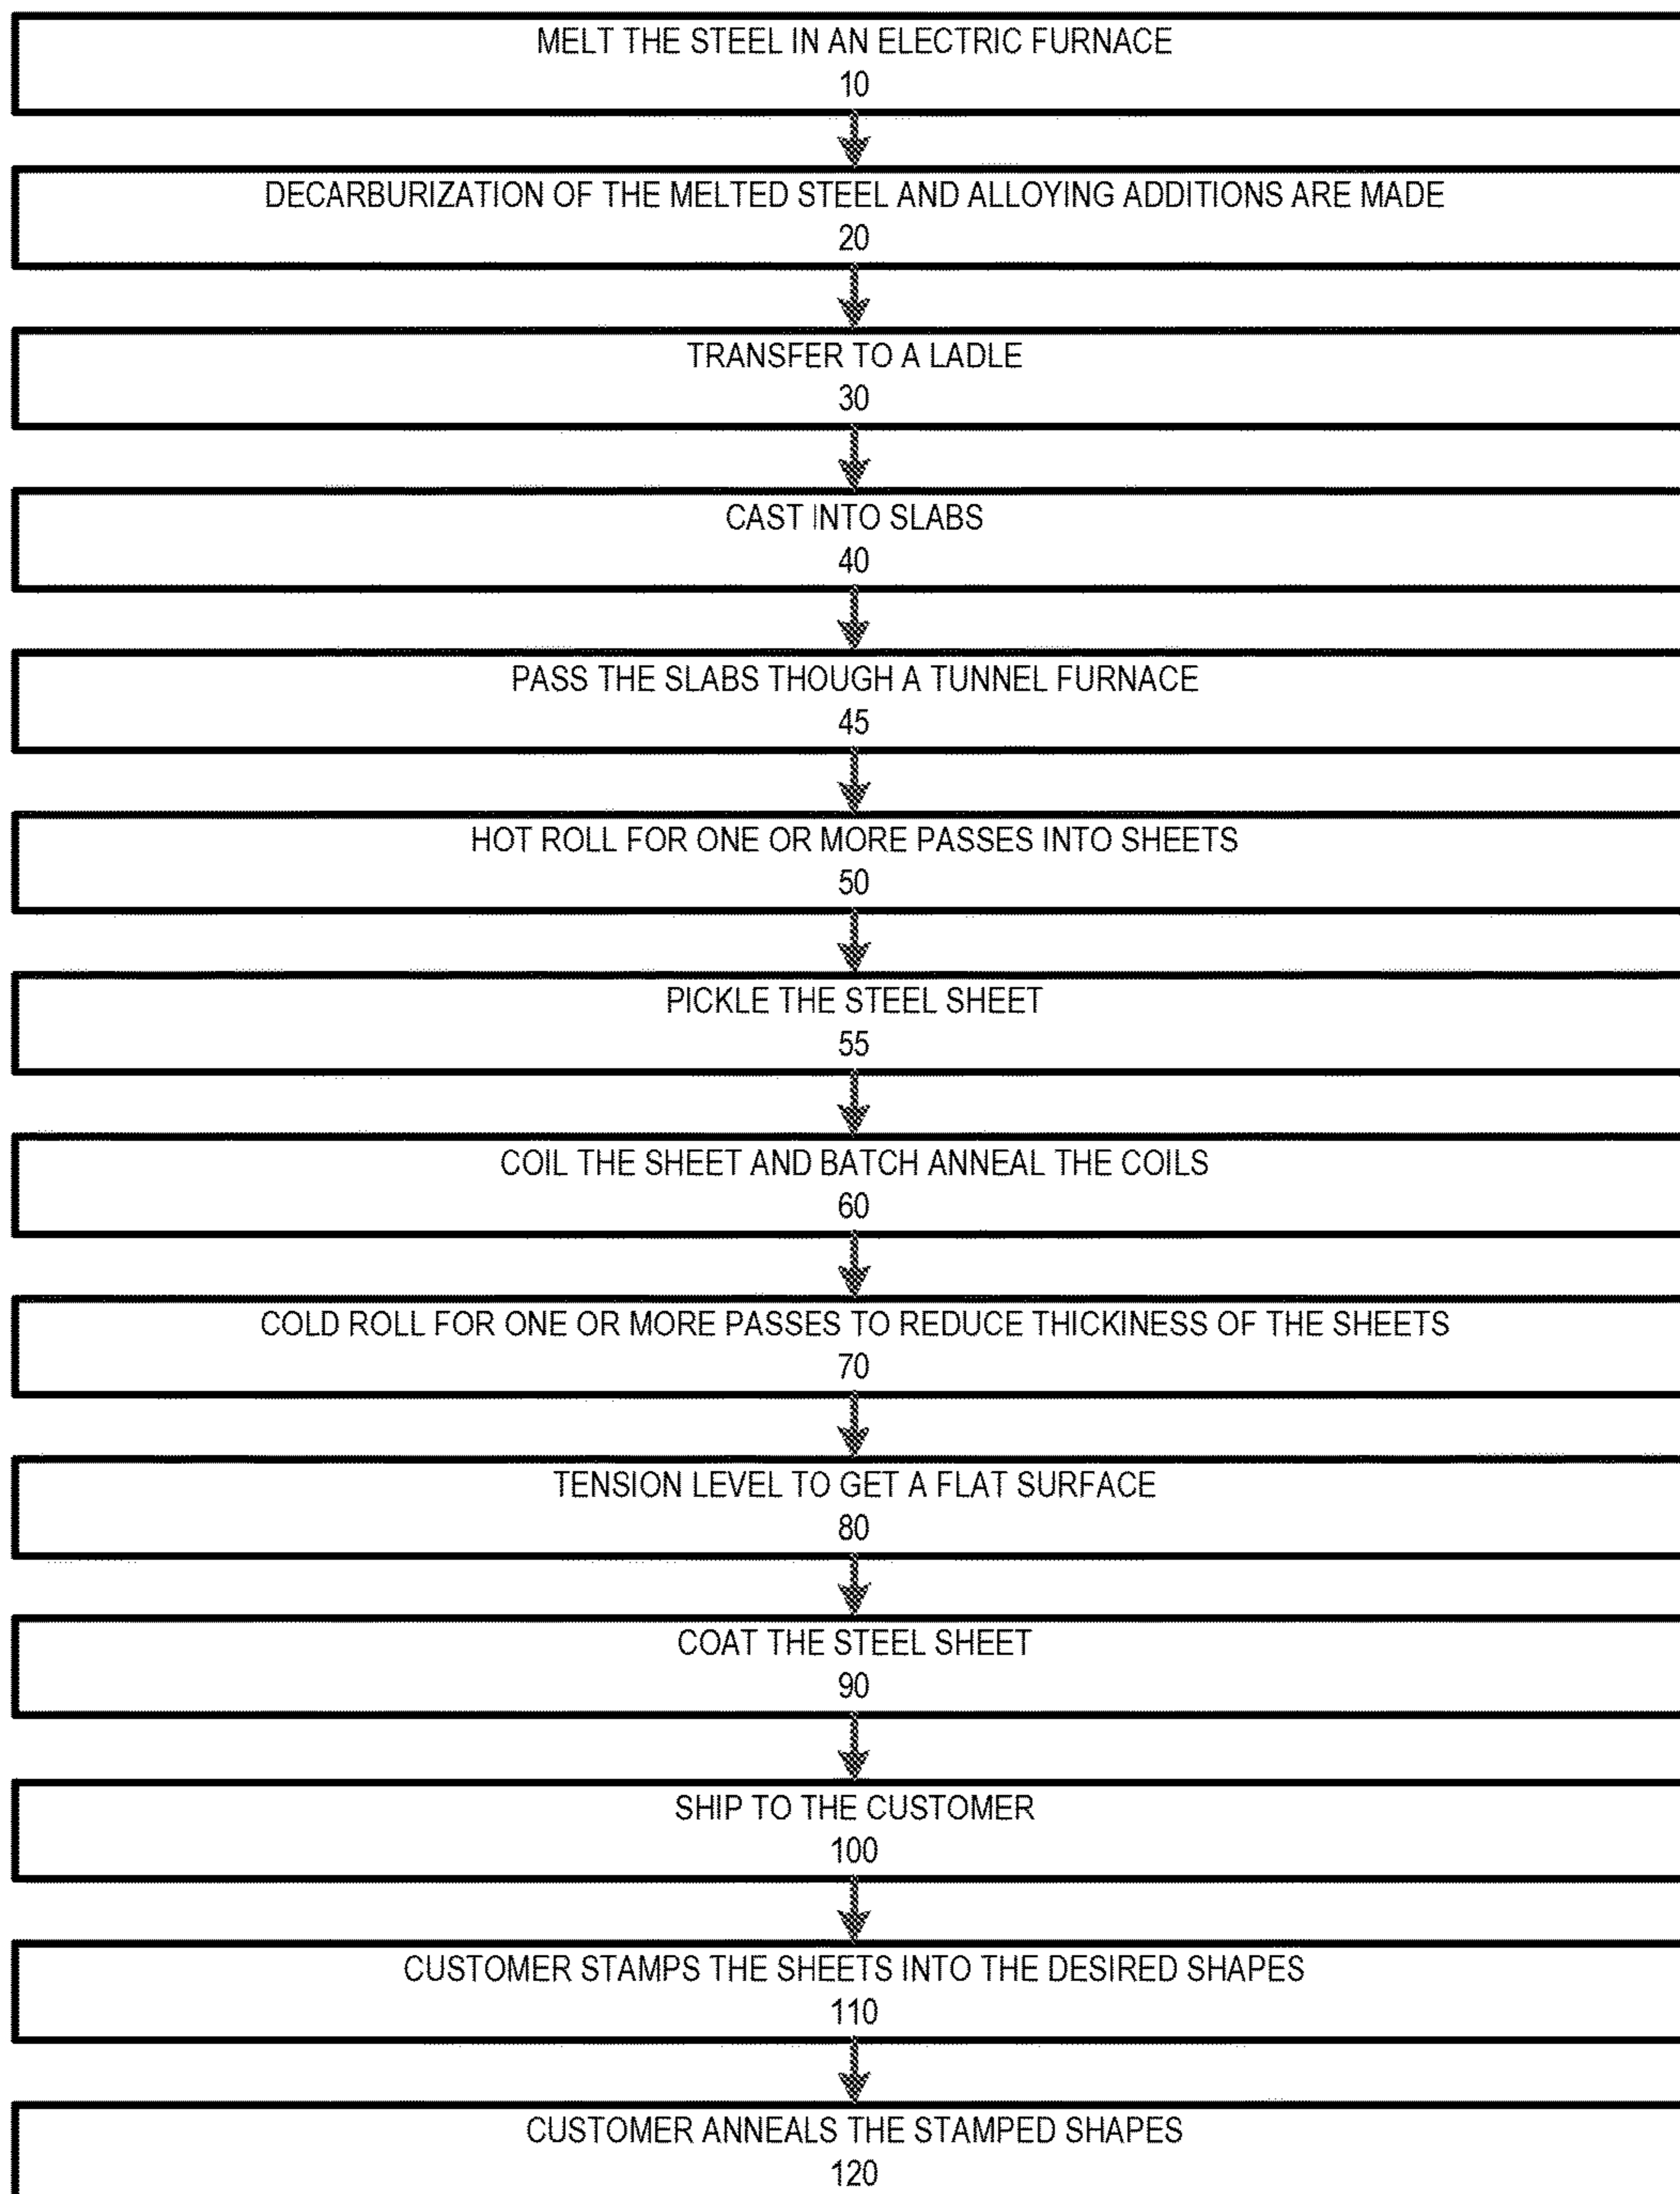 MELT THE STEEL IN AN ELECTRIC FURNACE
10
DECARBURIZATION OF THE MELTED STEEL AND ALLOYING ADDITIONS ARE MADE
20
TRANSFER TO A LADLE
30
CAST INTO SLABS
40
PASS THE SLABS THOUGH A TUNNEL FURNACE
45
HOT ROLL FOR ONE OR MORE PASSES INTO SHEETS
50
PICKLE THE STEEL SHEET
55
COIL THE SHEET AND BATCH ANNEAL THE COILS
60
COLD ROLL FOR ONE OR MORE PASSES TO REDUCE THICKINESS OF THE SHEETS
70
TENSION LEVEL TO GET A FLAT SURFACE
80
COAT THE STEEL SHEET
90
SHIP TO THE CUSTOMER
100
CUSTOMER STAMPS THE SHEETS INTO THE DESIRED SHAPES
110
CUSTOMER ANNEALS THE STAMPED SHAPES
120